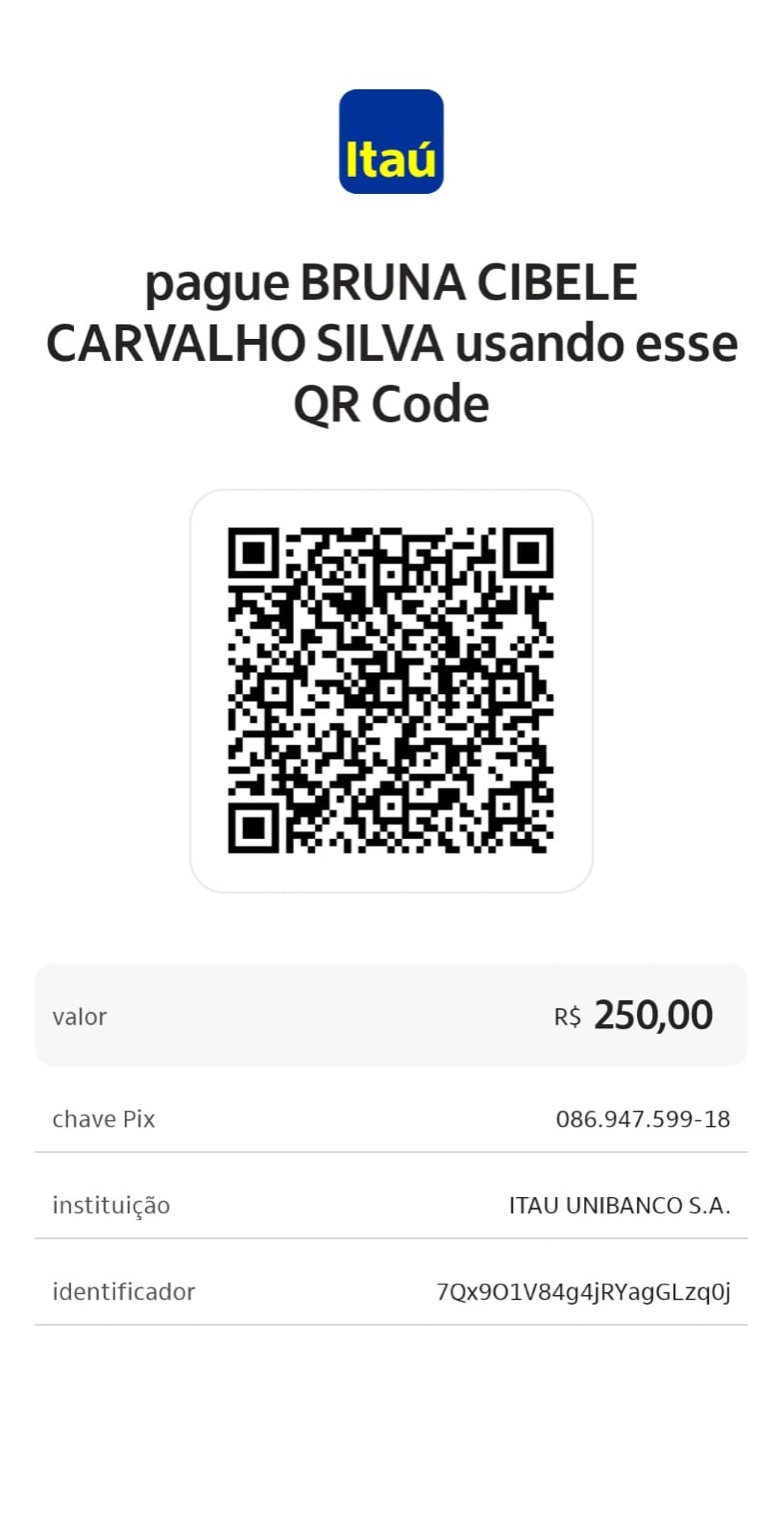 Itaú
pague BRUNA CIBELE
CARVALHO SILVA usando esse
QR Code
valor R$ 250,00
chave Pix 086.947.599-18
instituição ITAU UNIBANCO S.A.
identificador 7Qx9O1V84g4jRYagGLzq0j